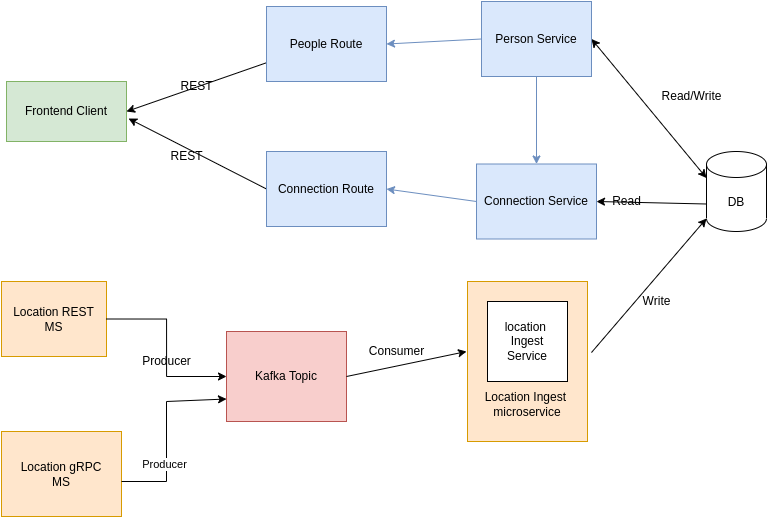 People Route
Person Service
REST
Read/Write
Frontend Client
REST
Connection Route
Connection Service
Read
DB
Location REST
MS
Producer
Kafka Topic
Consumer
location
Ingest
Service
Location Ingest
microservice
Write
Location gRPC
MS
Producer